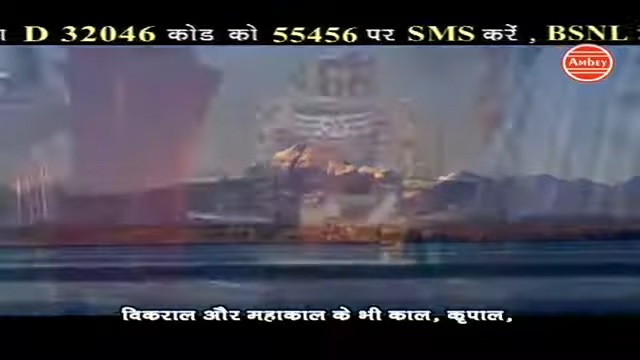 D 32046 कोड को 55456 पर SMS करें , BSNL
AMBEY
विकराल और महाकाल के भी काल, कृपाल,